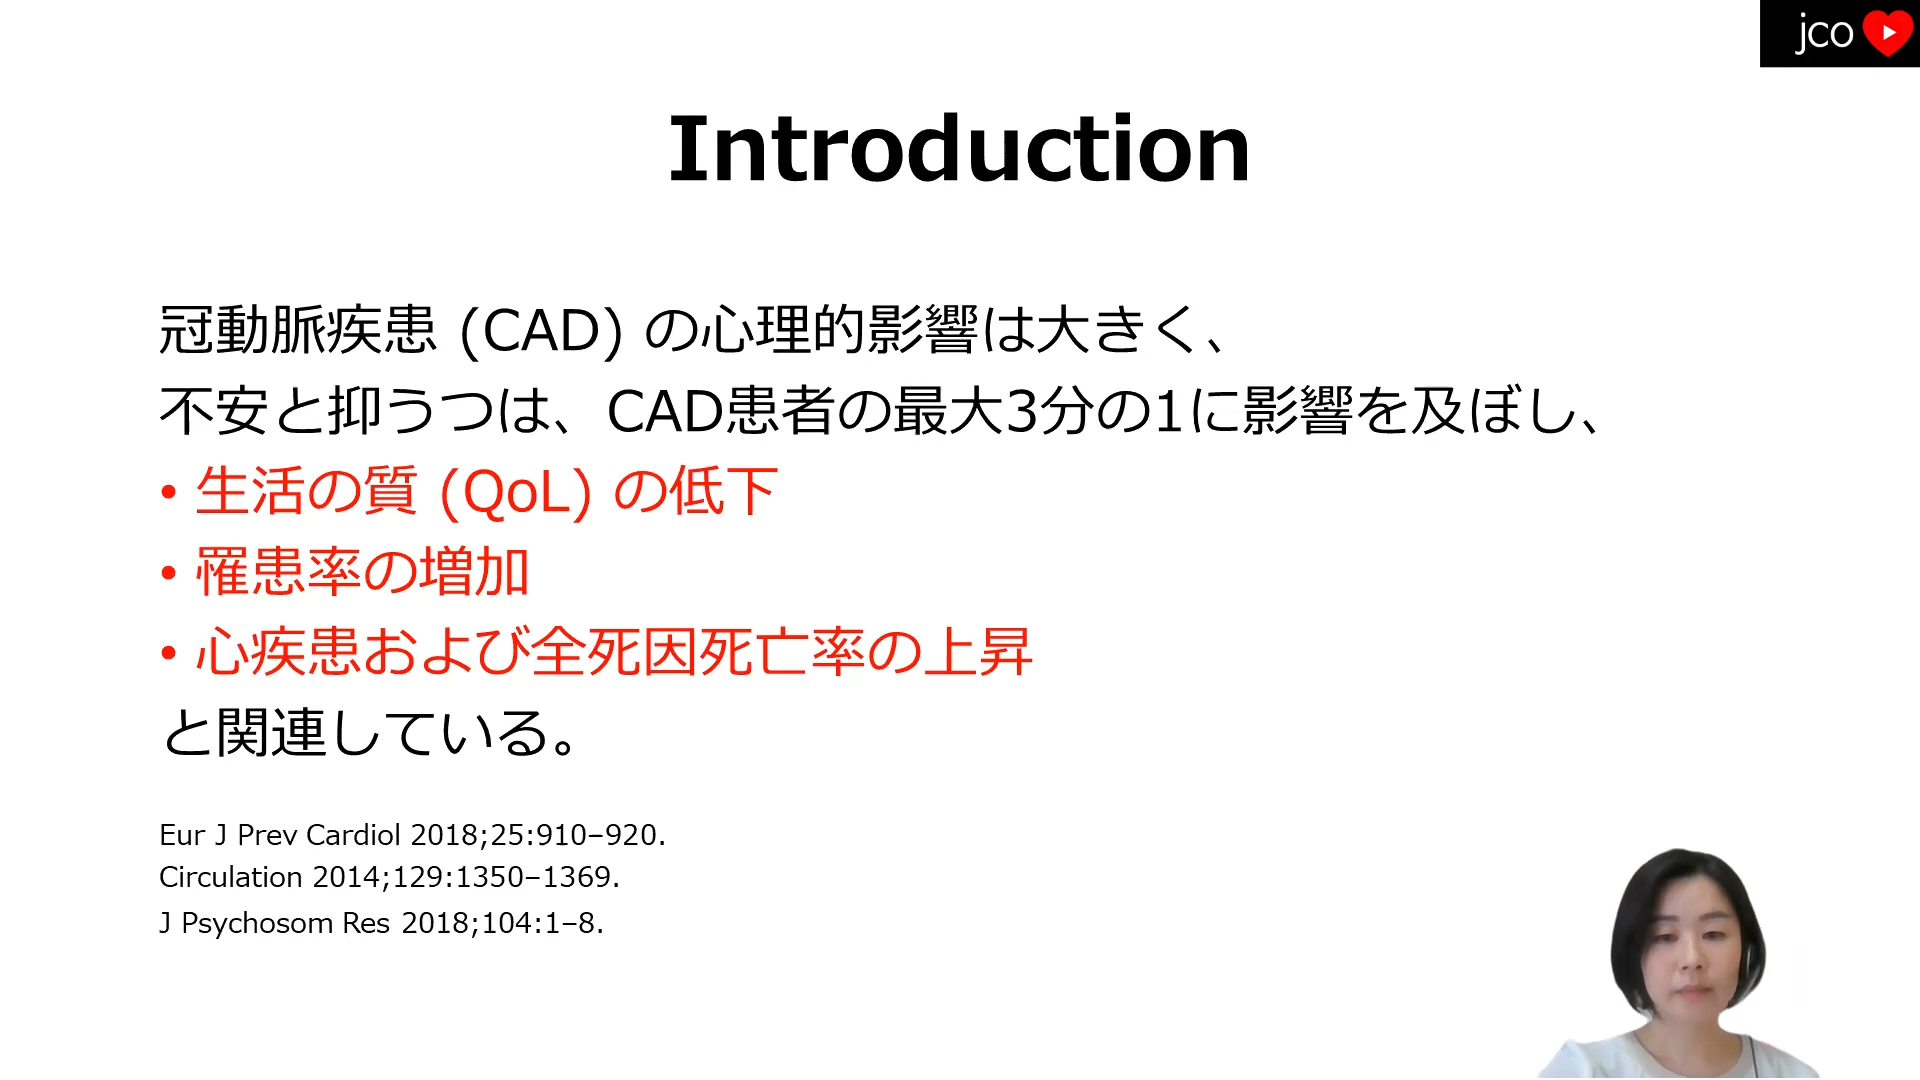 jco
Introduction
冠動脈疾患 (CAD) の心理的影響は大きく、
不安と抑うつは、CAD患者の最大3分の1に影響を及ぼし、
• 生活の質 (QoL) の低下
• 罹患率の増加
• 心疾患および全死因死亡率の上昇
と関連している。
Eur J Prev Cardiol 2018;25:910–920.
Circulation 2014;129:1350–1369.
J Psychosom Res 2018;104:1–8.